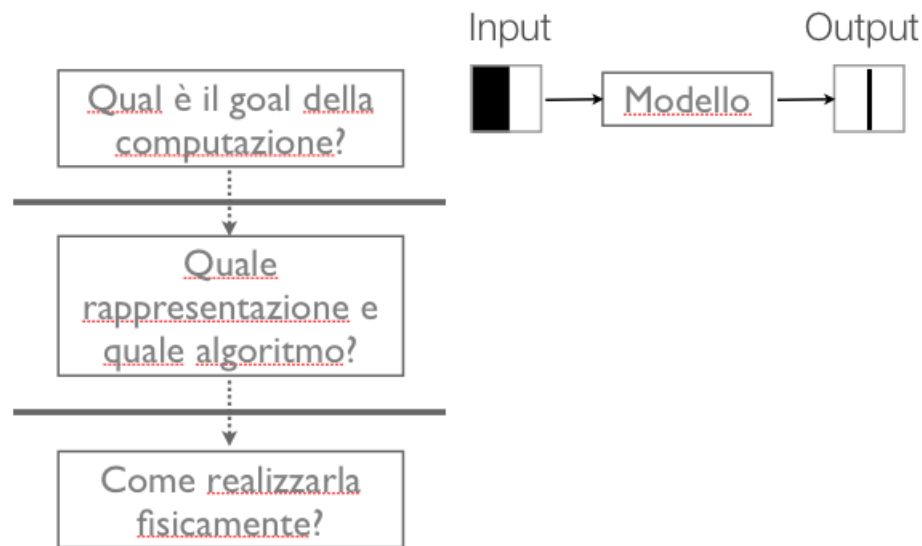 Input
Output
Qual è il goal della
computazione?
Modello
Quale
rappresentazione e
quale algoritmo?
Come realizzarla
fisicamente?